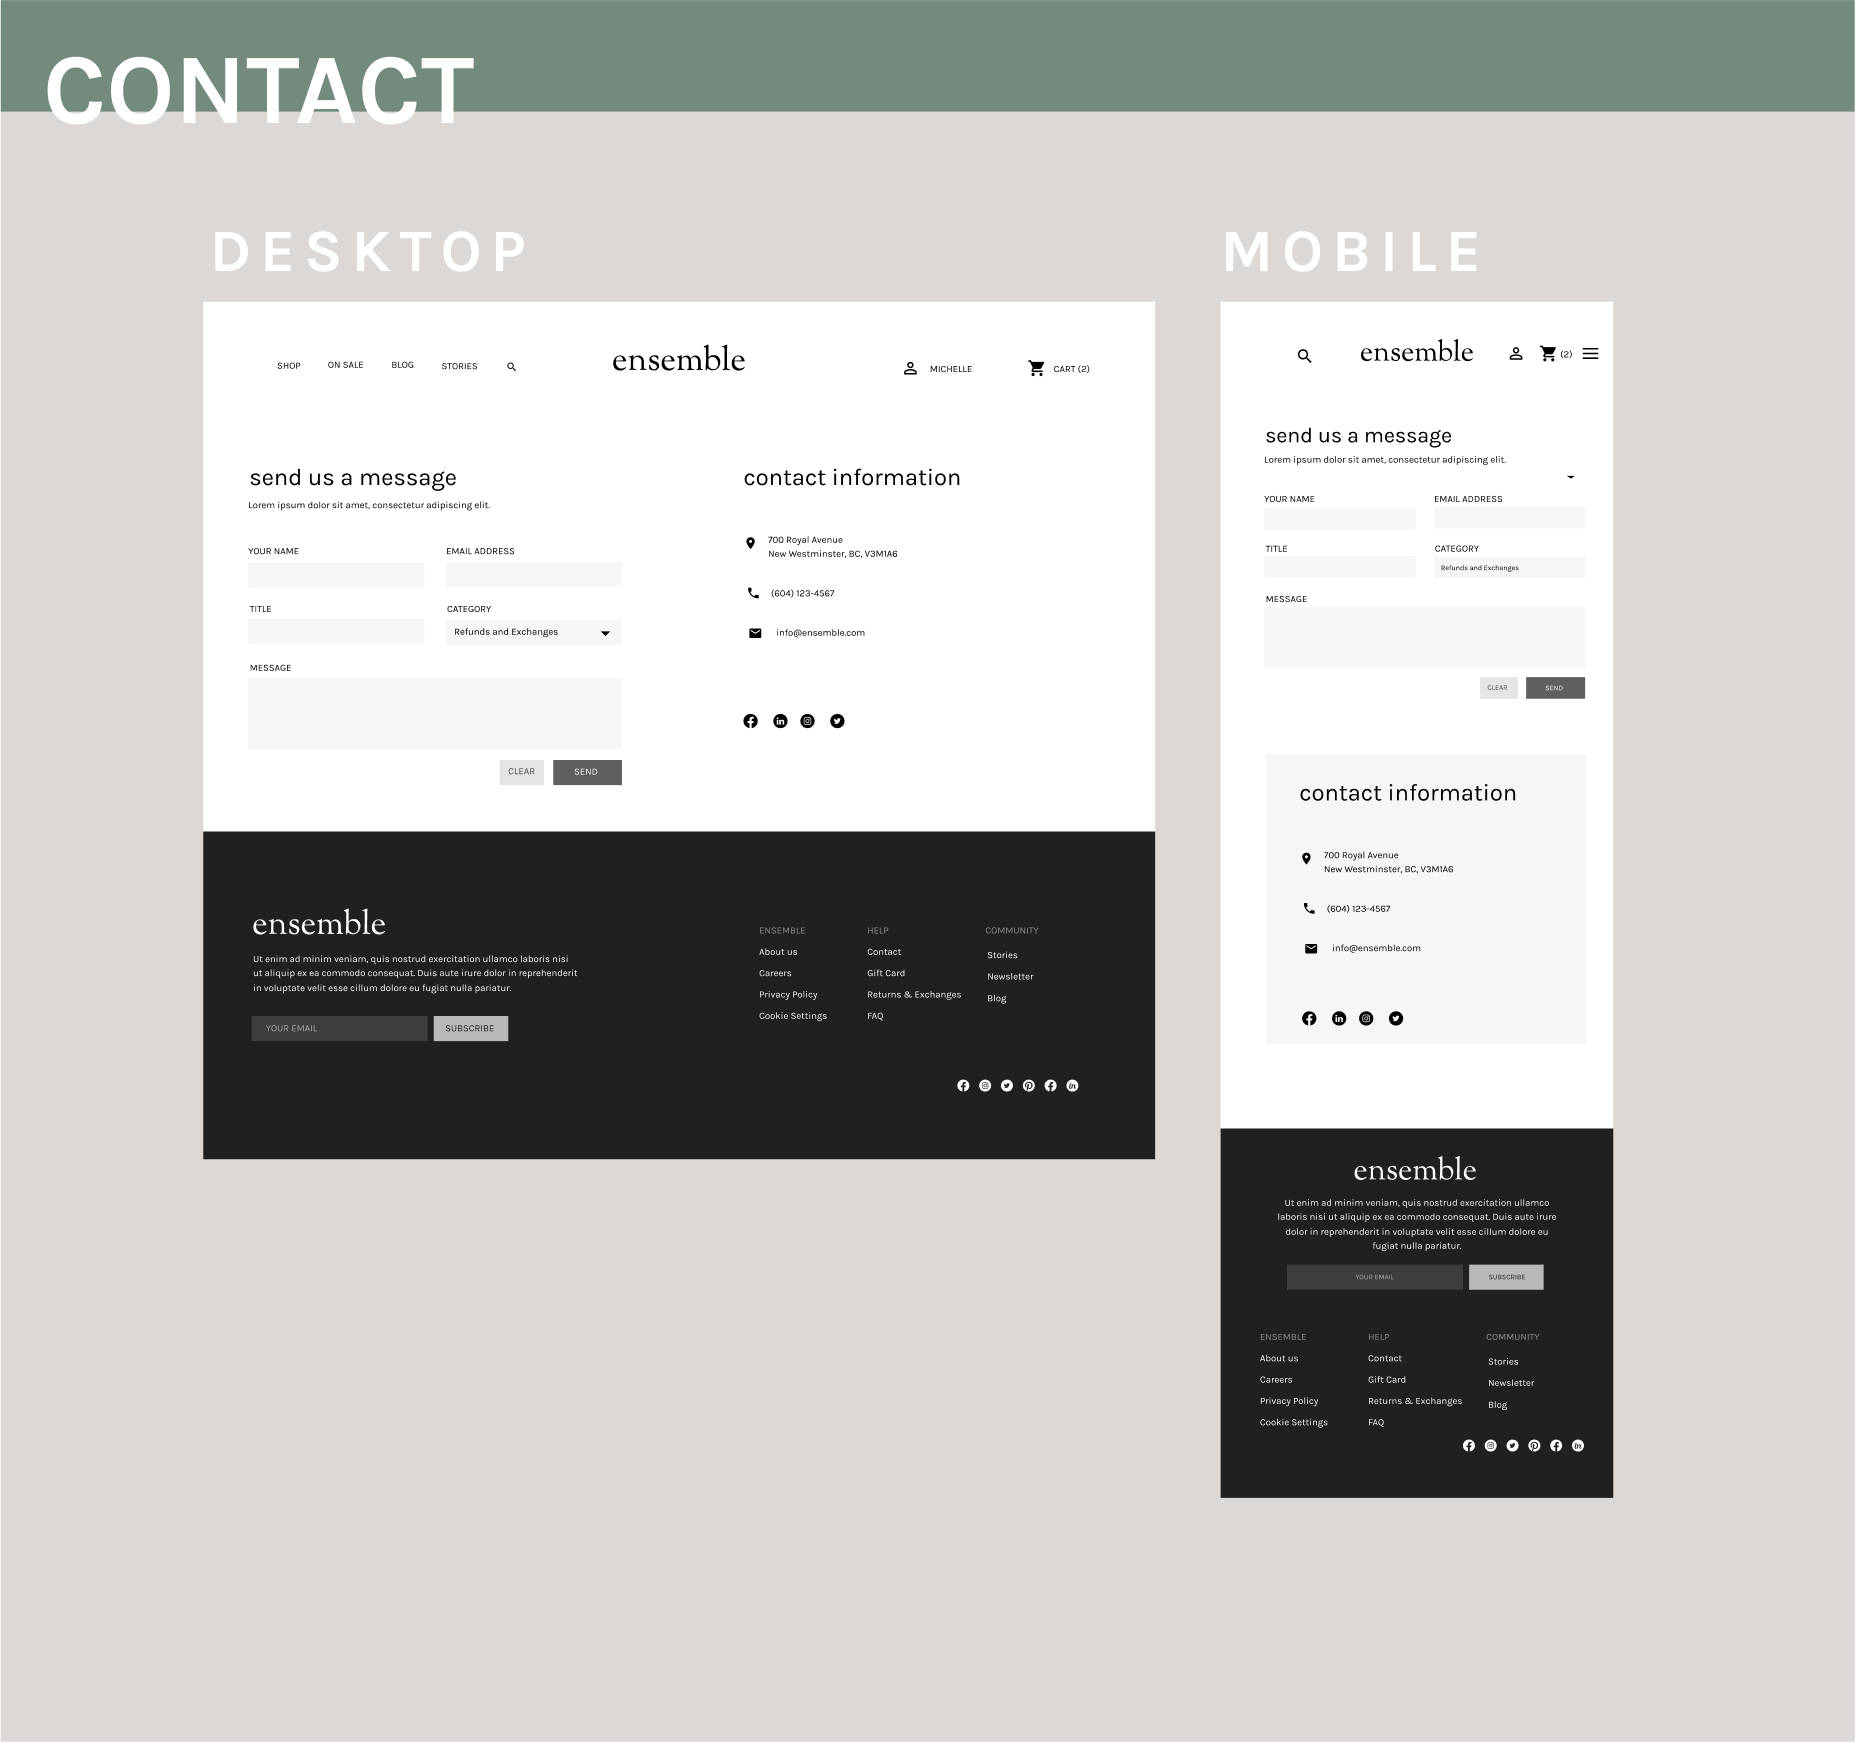 CONTACT
DESKTOP
SHOP ON SALE BLOG STORIES ensemble MICHELLE CART (2)
send us a message
Lorem ipsum dolor sit amet, consectetur adipiscing elit.
YOUR NAME EMAIL ADDRESS
TITLE CATEGORY
Refunds and Exchanges
MESSAGE
CLEAR SEND
contact information
700 Royal Avenue
New Westminster, BC, V3M1A6
(604) 123-4567
info@ensemble.com
ensemble
Ut enim ad minim veniam, quis nostrud exercitation ullamco laboris nisi
ut aliquip ex ea commodo consequat. Duis aute irure dolor in reprehenderit
in voluptate velit esse cillum dolore eu fugiat nulla pariatur.
YOUR EMAIL SUBSCRIBE
ENSEMBLE
About us
Careers
Privacy Policy
Cookie Settings
HELP
Contact
Gift Card
Returns & Exchanges
FAQ
COMMUNITY
Stories
Newsletter
Blog
MOBILE
ensemble (2)
send us a message
Lorem ipsum dolor sit amet, consectetur adipiscing elit.
YOUR NAME EMAIL ADDRESS
TITLE CATEGORY
Refunds and Exchenges
MESSAGE
CLEAR SEND
contact information
700 Royal Avenue
New Westminster, BC, V3M1A6
(604) 123-4567
info@ensemble.com
ensemble
Ut enim ad minim veniam, quis nostrud exercitation ullamco
laboris nisi ut aliquip ex ea commodo consequat. Duis aute irure
dolor in reprehenderit in voluptate velit esse cillum dolore eu
fugiat nulla pariatur.
YOUR EMAIL SUBSCRIBE
ENSEMBLE
About us
Careers
Privacy Policy
Cookie Settings
HELP
Contact
Gift Card
Returns & Exchanges
FAQ
COMMUNITY
Stories
Newsletter
Blog